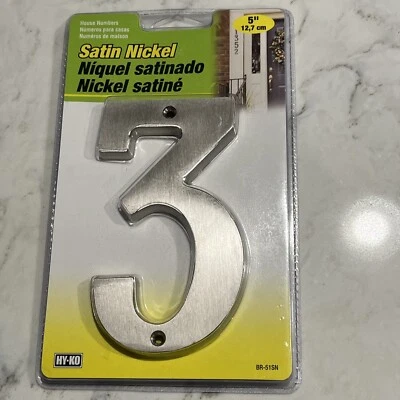 House Numbers
Números para casas
Numéros de maison
Satin Nickel
Níquel satinado
Nickel satiné
5"
12,7 cm
3
HY-KO
BR-51SN